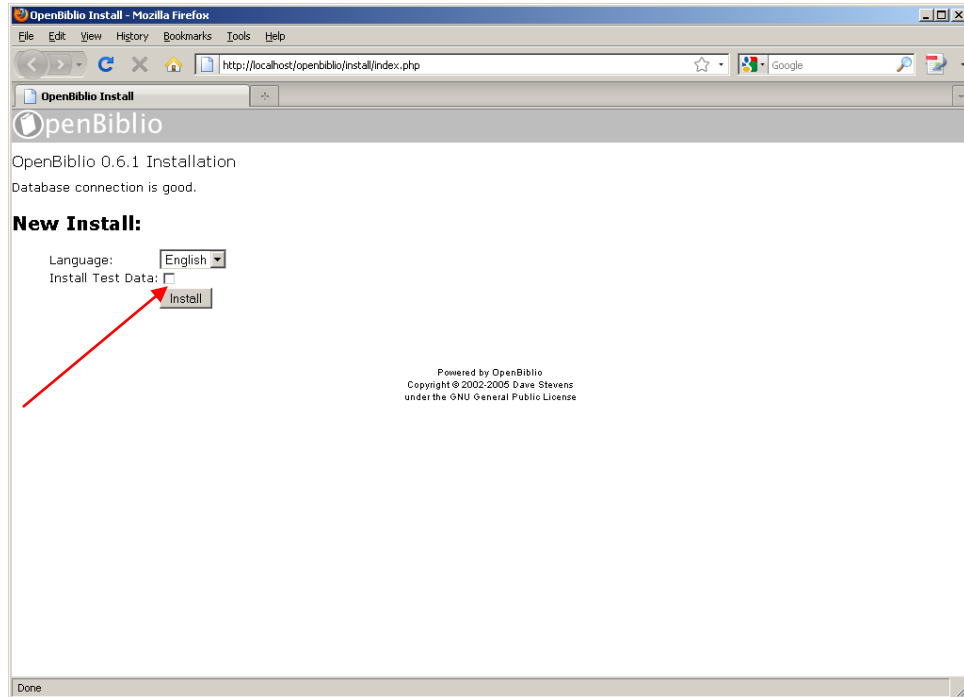 OpenBiblio Install - Mozilla Firefox
File Edit View History Bookmarks Tools Help
http://localhost/openbiblio/install/index.php Google
OpenBiblio Install
OpenBiblio
OpenBiblio 0.6.1 Installation
Database connection is good.
New Install:
Language: English
Install Test Data:
Install
Powered by OpenBiblio
Copyright © 2002-2005 Dave Stevens
under the GNU General Public License
Done